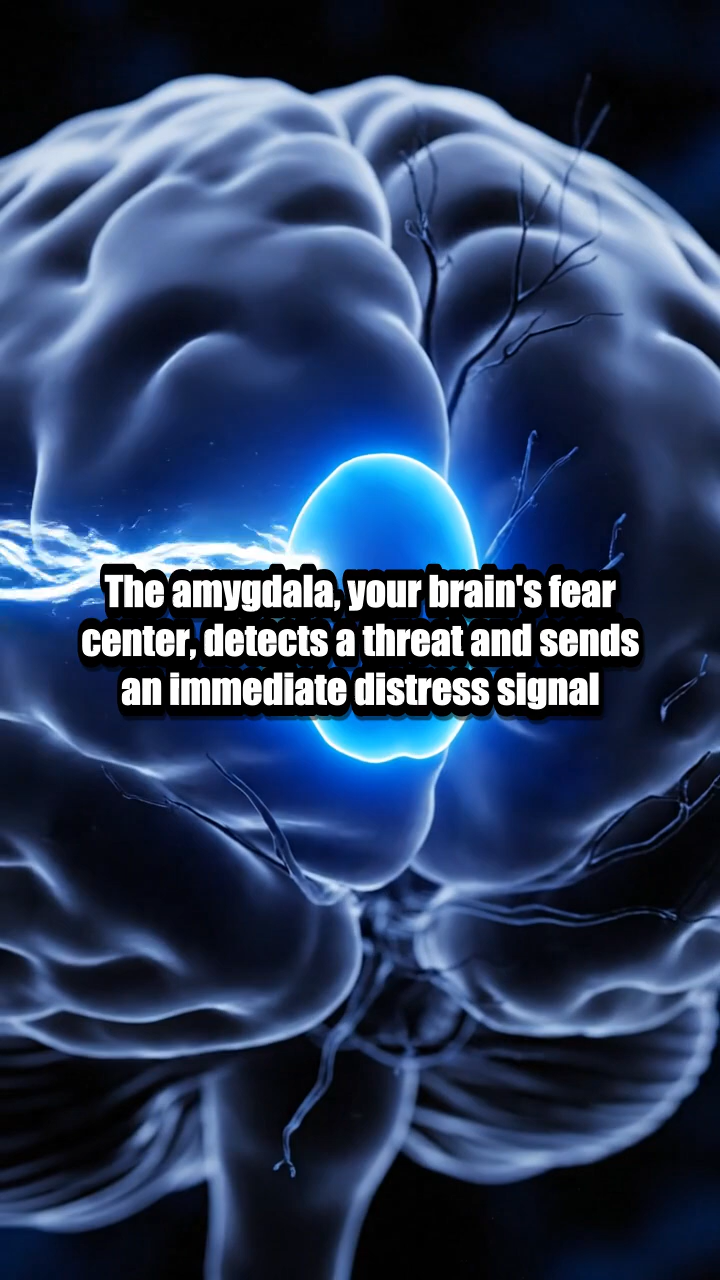 The amygdala, your brain's fear
center, detects a threat and sends
an immediate distress signal